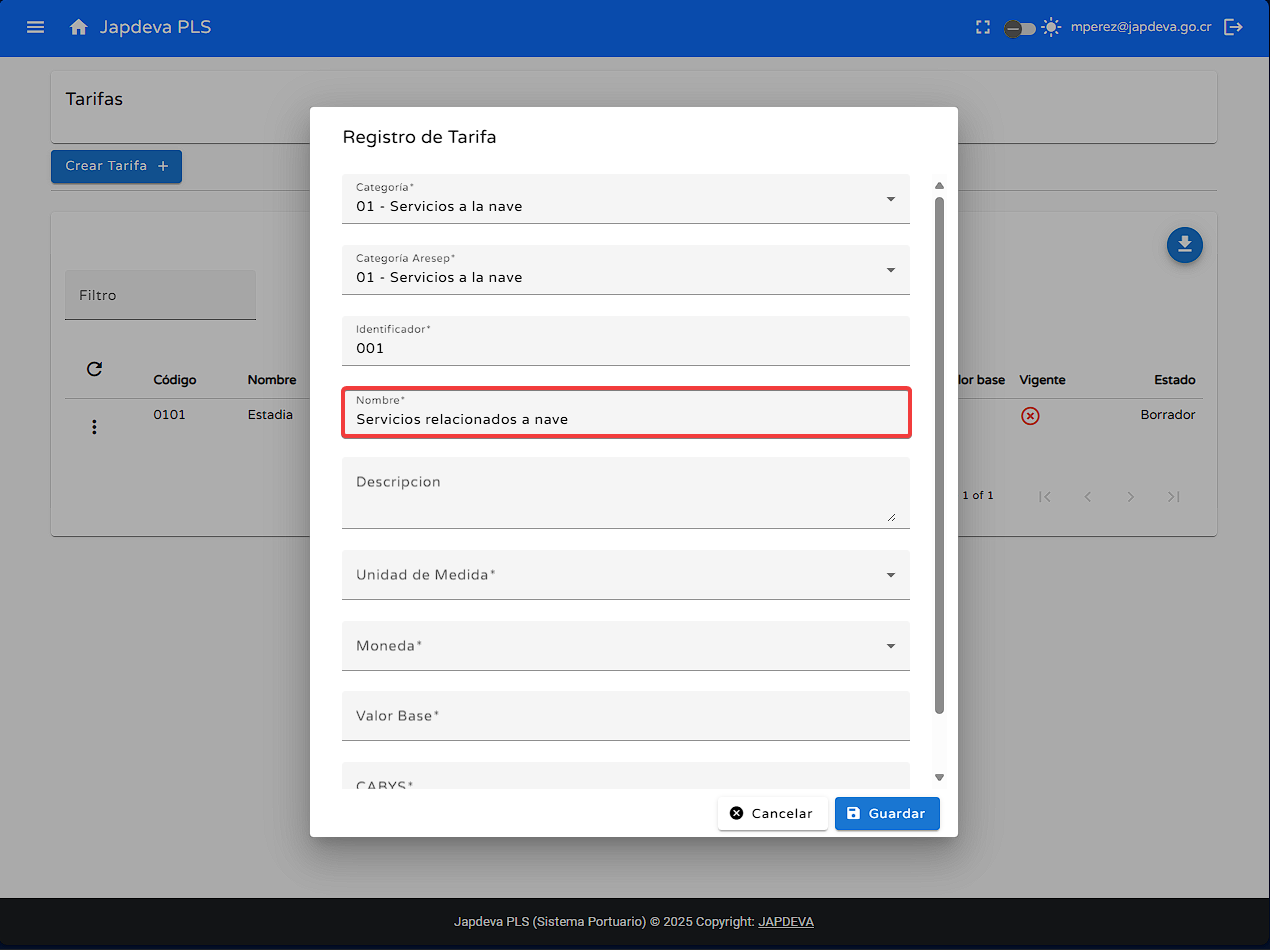 Japdeva PLS
mperez@japdeva.go.cr
Tarifas
Crear Tarifa +
Filtro
Código Nombre lor base Vigente Estado
0101 Estadia Borrador
1 of 1
Registro de Tarifa
Categoría*
01 - Servicios a la nave
Categoría Aresep*
01 - Servicios a la nave
Identificador*
001
Nombre*
Servicios relacionados a nave
Descripcion
Unidad de Medida*
Moneda*
Valor Base*
CABYS*
Cancelar Guardar
Japdeva PLS (Sistema Portuario) © 2025 Copyright: JAPDEVA